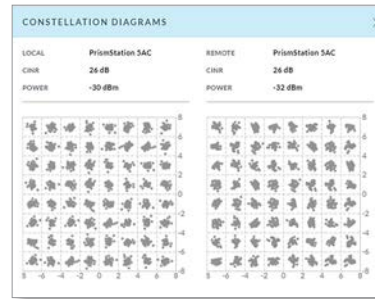 CONSTELLATION DIAGRAMS
LOCAL PrismStation 5AC REMOTE PrismStation 5AC
CINR 26 dB CINR 26 dB
POWER -30 dBm POWER -32 dBm
8 8
6 6
4 4
2 2
0 0
-2 -2
-4 -4
-6 -6
-8 -8
8 -6 -4 -2 0 2 4 6 8 8 -6 -4 -2 0 2 4 6 8